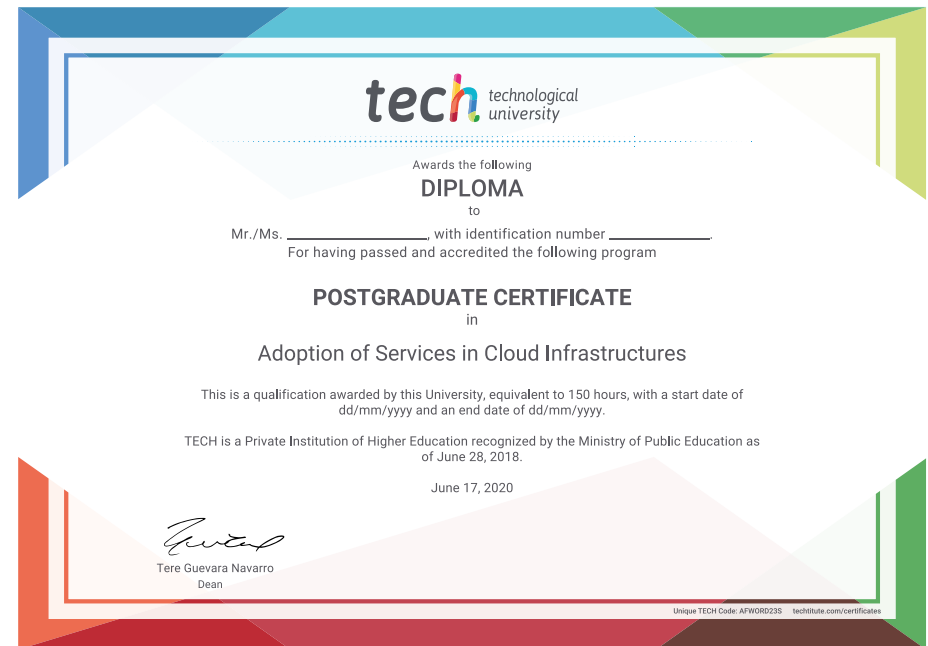 tech technological
university
Awards the following
DIPLOMA
to
Mr./Ms. ____________________, with identification number ______________.
For having passed and accredited the following program
POSTGRADUATE CERTIFICATE
in
Adoption of Services in Cloud Infrastructures
This is a qualification awarded by this University, equivalent to 150 hours, with a start date of
dd/mm/yyyy and an end date of dd/mm/yyyy.
TECH is a Private Institution of Higher Education recognized by the Ministry of Public Education as
of June 28, 2018.
June 17, 2020
Tere Guevara Navarro
Dean
Unique TECH Code: AFWORD23S techtitute.com/certificates